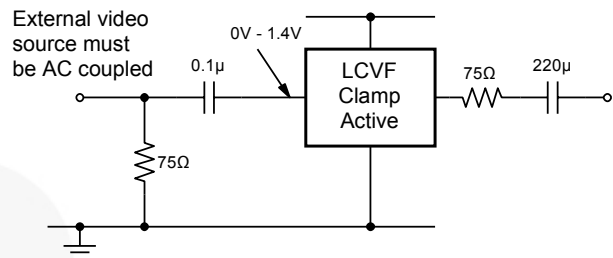 External video
source must
be AC coupled
0V - 1.4V
0.1µ
LCVF
Clamp
Active
75Ω
220µ
75Ω